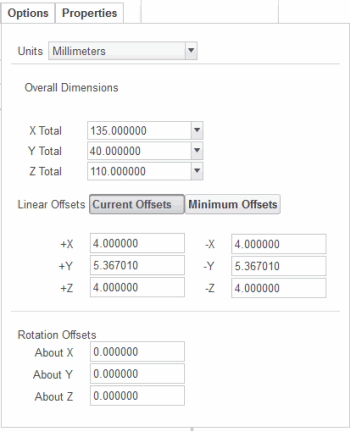 Options Properties
Units Millimeters
Overall Dimensions
X Total 135.000000
Y Total 40.000000
Z Total 110.000000
Linear Offsets Current Offsets Minimum Offsets
+X 4.000000 -X 4.000000
+Y 5.367010 -Y 5.367010
+Z 4.000000 -Z 4.000000
Rotation Offsets
About X 0.000000
About Y 0.000000
About Z 0.000000